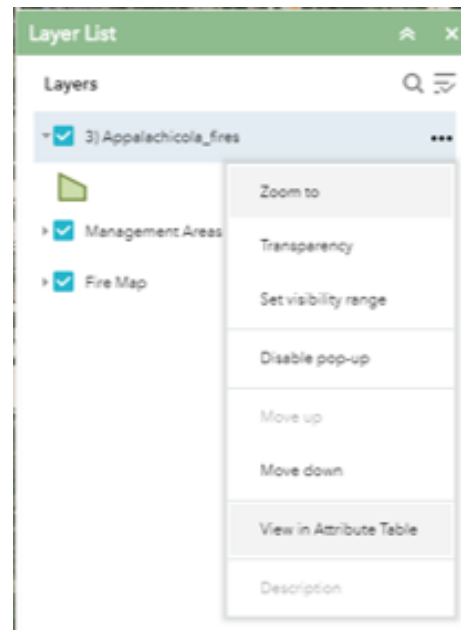 Layer List
Layers
3) Appalachicola_fires
Zoom to
Management Areas
Transparency
Fire Map
Set visibility range
Disable pop-up
Move up
Move down
View in Attribute Table
Description